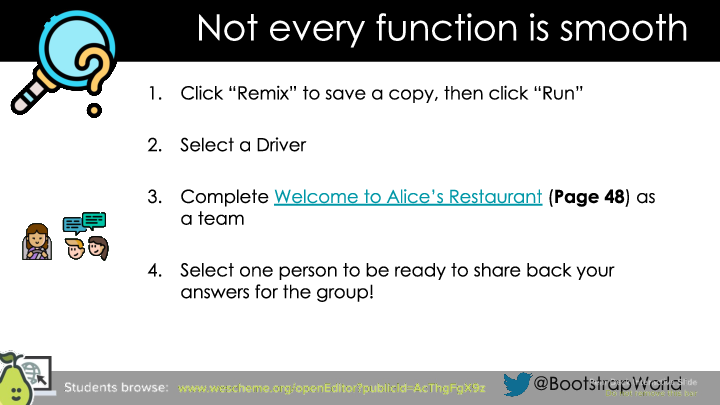 Not every function is smooth
1. Click “Remix” to save a copy, then click “Run”
2. Select a Driver
3. Complete Welcome to Alice’s Restaurant (Page 48) as
a team
4. Select one person to be ready to share back your
answers for the group!
Students browse: www.wescheme.org/openEditor?publicId=AcThgFgX9z
@BootstrapWorld